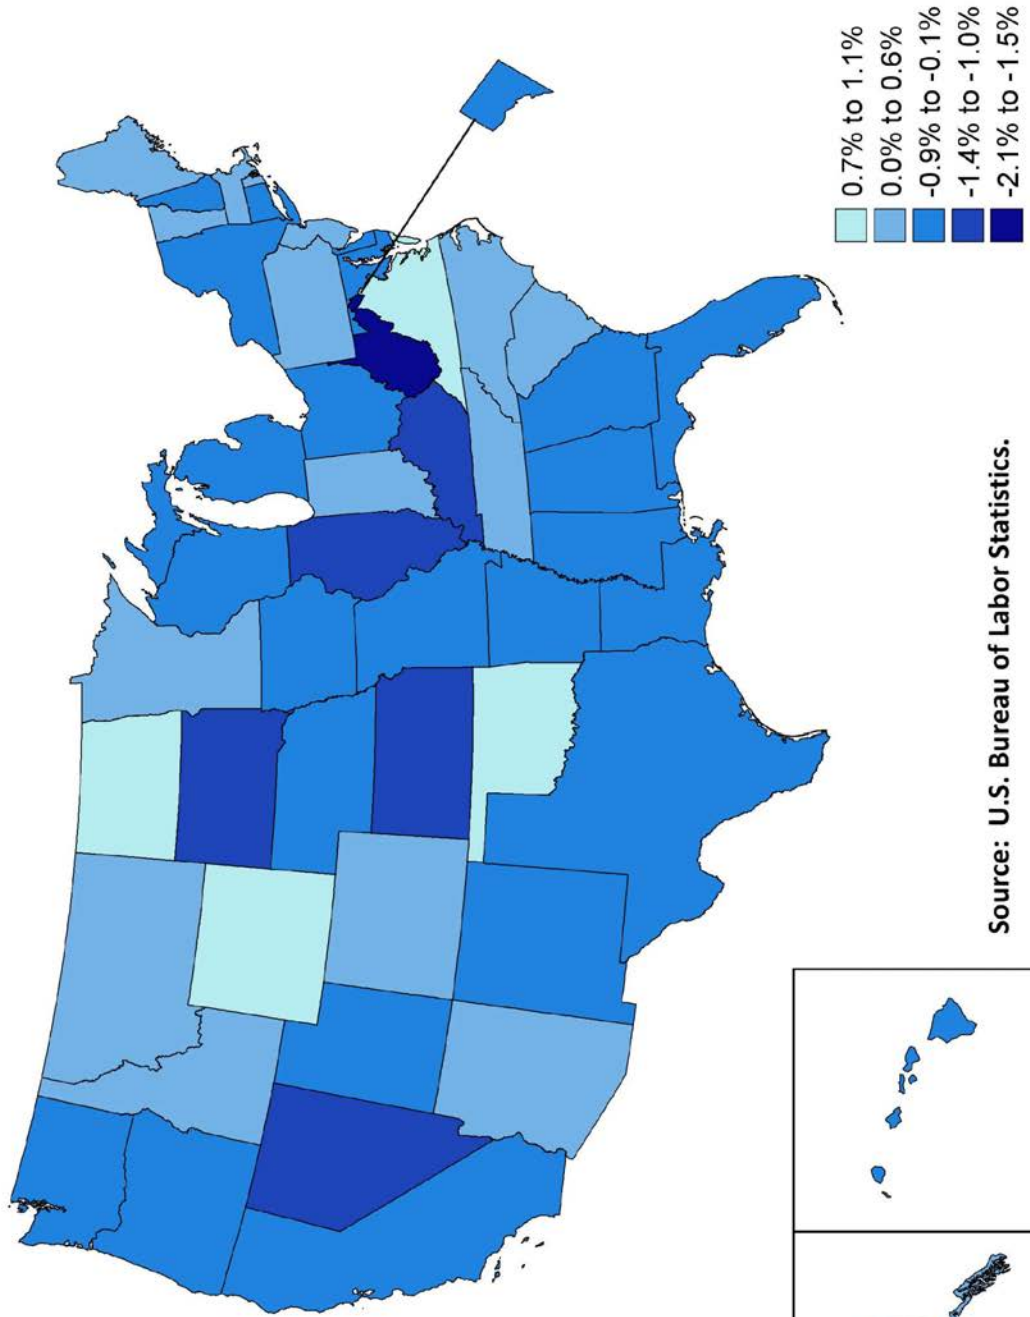 0.7% to 1.1%
0.0% to 0.6%
-0.9% to -0.1%
-1.4% to -1.0%
-2.1% to -1.5%
Source: U.S. Bureau of Labor Statistics.